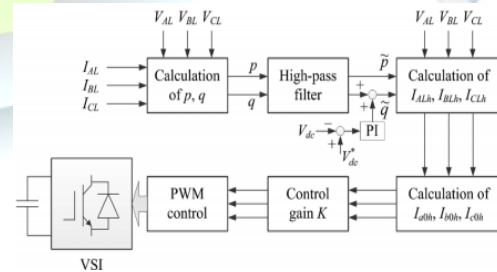 V_AL V_BL V_CL
V_AL V_BL V_CL
I_AL
I_BL
I_CL
Calculation
of p, q
p
q
High-pass
filter
p̃
+
+
q̃
Calculation of
I_ALh, I_BLh, I_CLh
V_dc
−
+
V*_dc
PI
PWM
control
Control
gain K
Calculation of
I_a0h, I_b0h, I_c0h
VSI